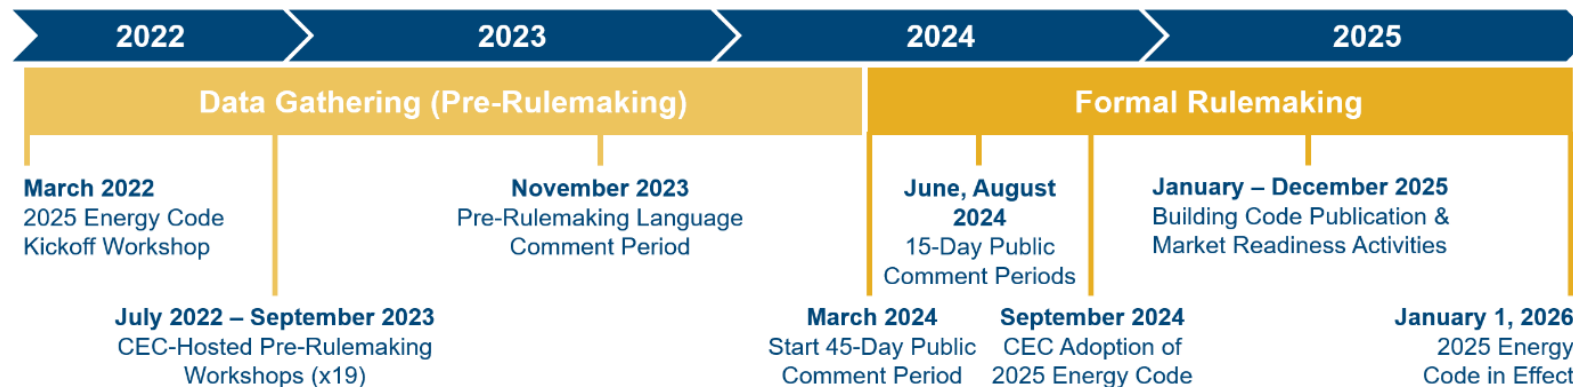 2022
2023
2024
2025
Data Gathering (Pre-Rulemaking)
Formal Rulemaking
March 2022
2025 Energy Code
Kickoff Workshop
July 2022 – September 2023
CEC-Hosted Pre-Rulemaking
Workshops (x19)
November 2023
Pre-Rulemaking Language
Comment Period
March 2024
Start 45-Day Public
Comment Period
June, August
2024
15-Day Public
Comment Periods
September 2024
CEC Adoption of
2025 Energy Code
January – December 2025
Building Code Publication &
Market Readiness Activities
January 1, 2026
2025 Energy
Code in Effect